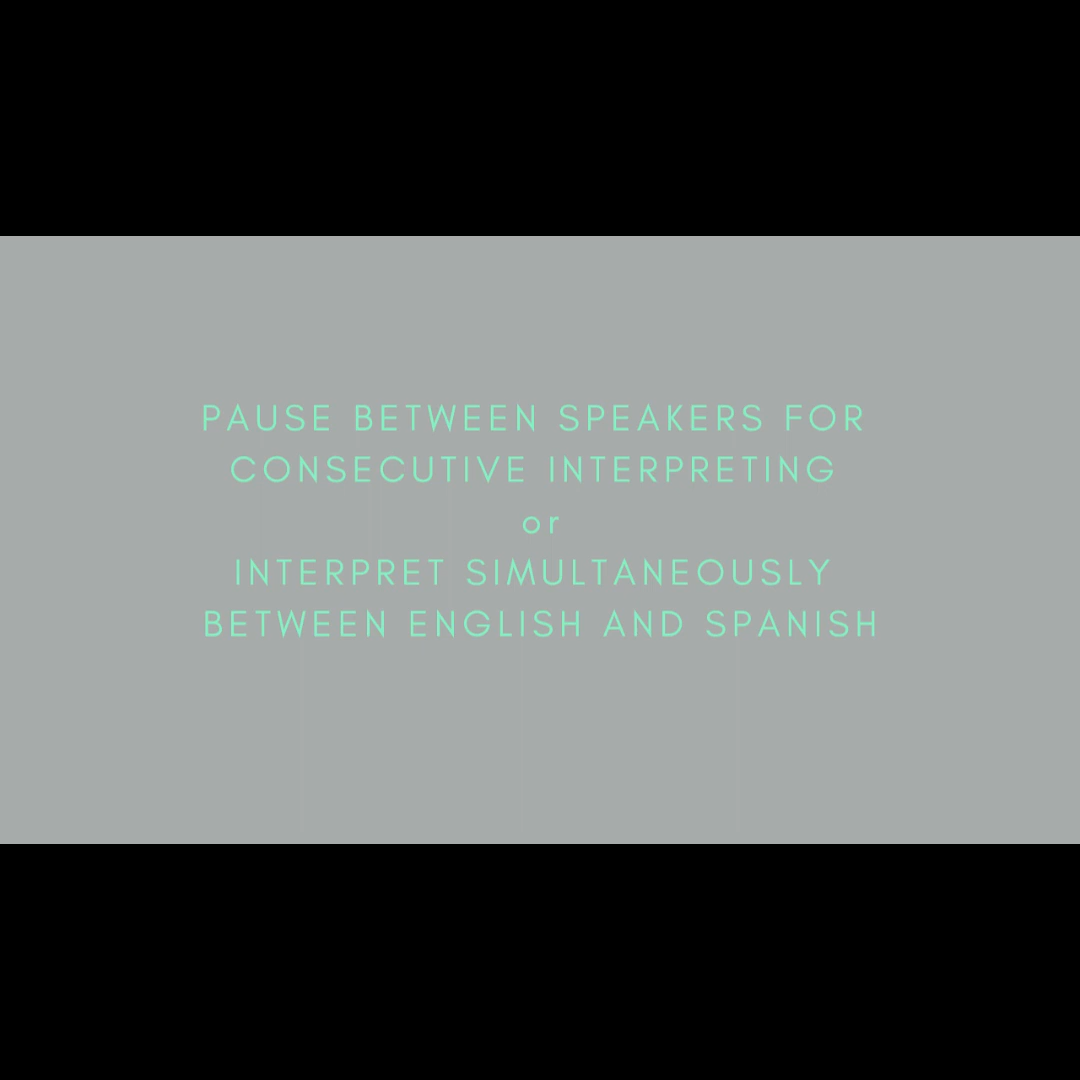 PAUSE BETWEEN SPEAKERS FOR
CONSECUTIVE INTERPRETING
or
INTERPRET SIMULTANEOUSLY
BETWEEN ENGLISH AND SPANISH